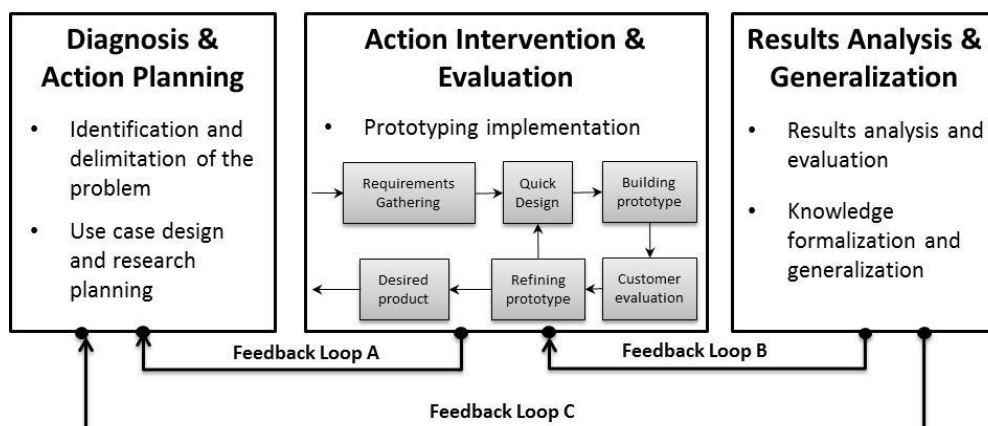 Diagnosis &
Action Planning
• Identification and
delimitation of the
problem
• Use case design
and research
planning
Action Intervention &
Evaluation
• Prototyping implementation
Requirements
Gathering
Quick
Design
Building
prototype
Desired
product
Refining
prototype
Customer
evaluation
Results Analysis &
Generalization
• Results analysis and
evaluation
• Knowledge
formalization and
generalization
Feedback Loop A
Feedback Loop B
Feedback Loop C